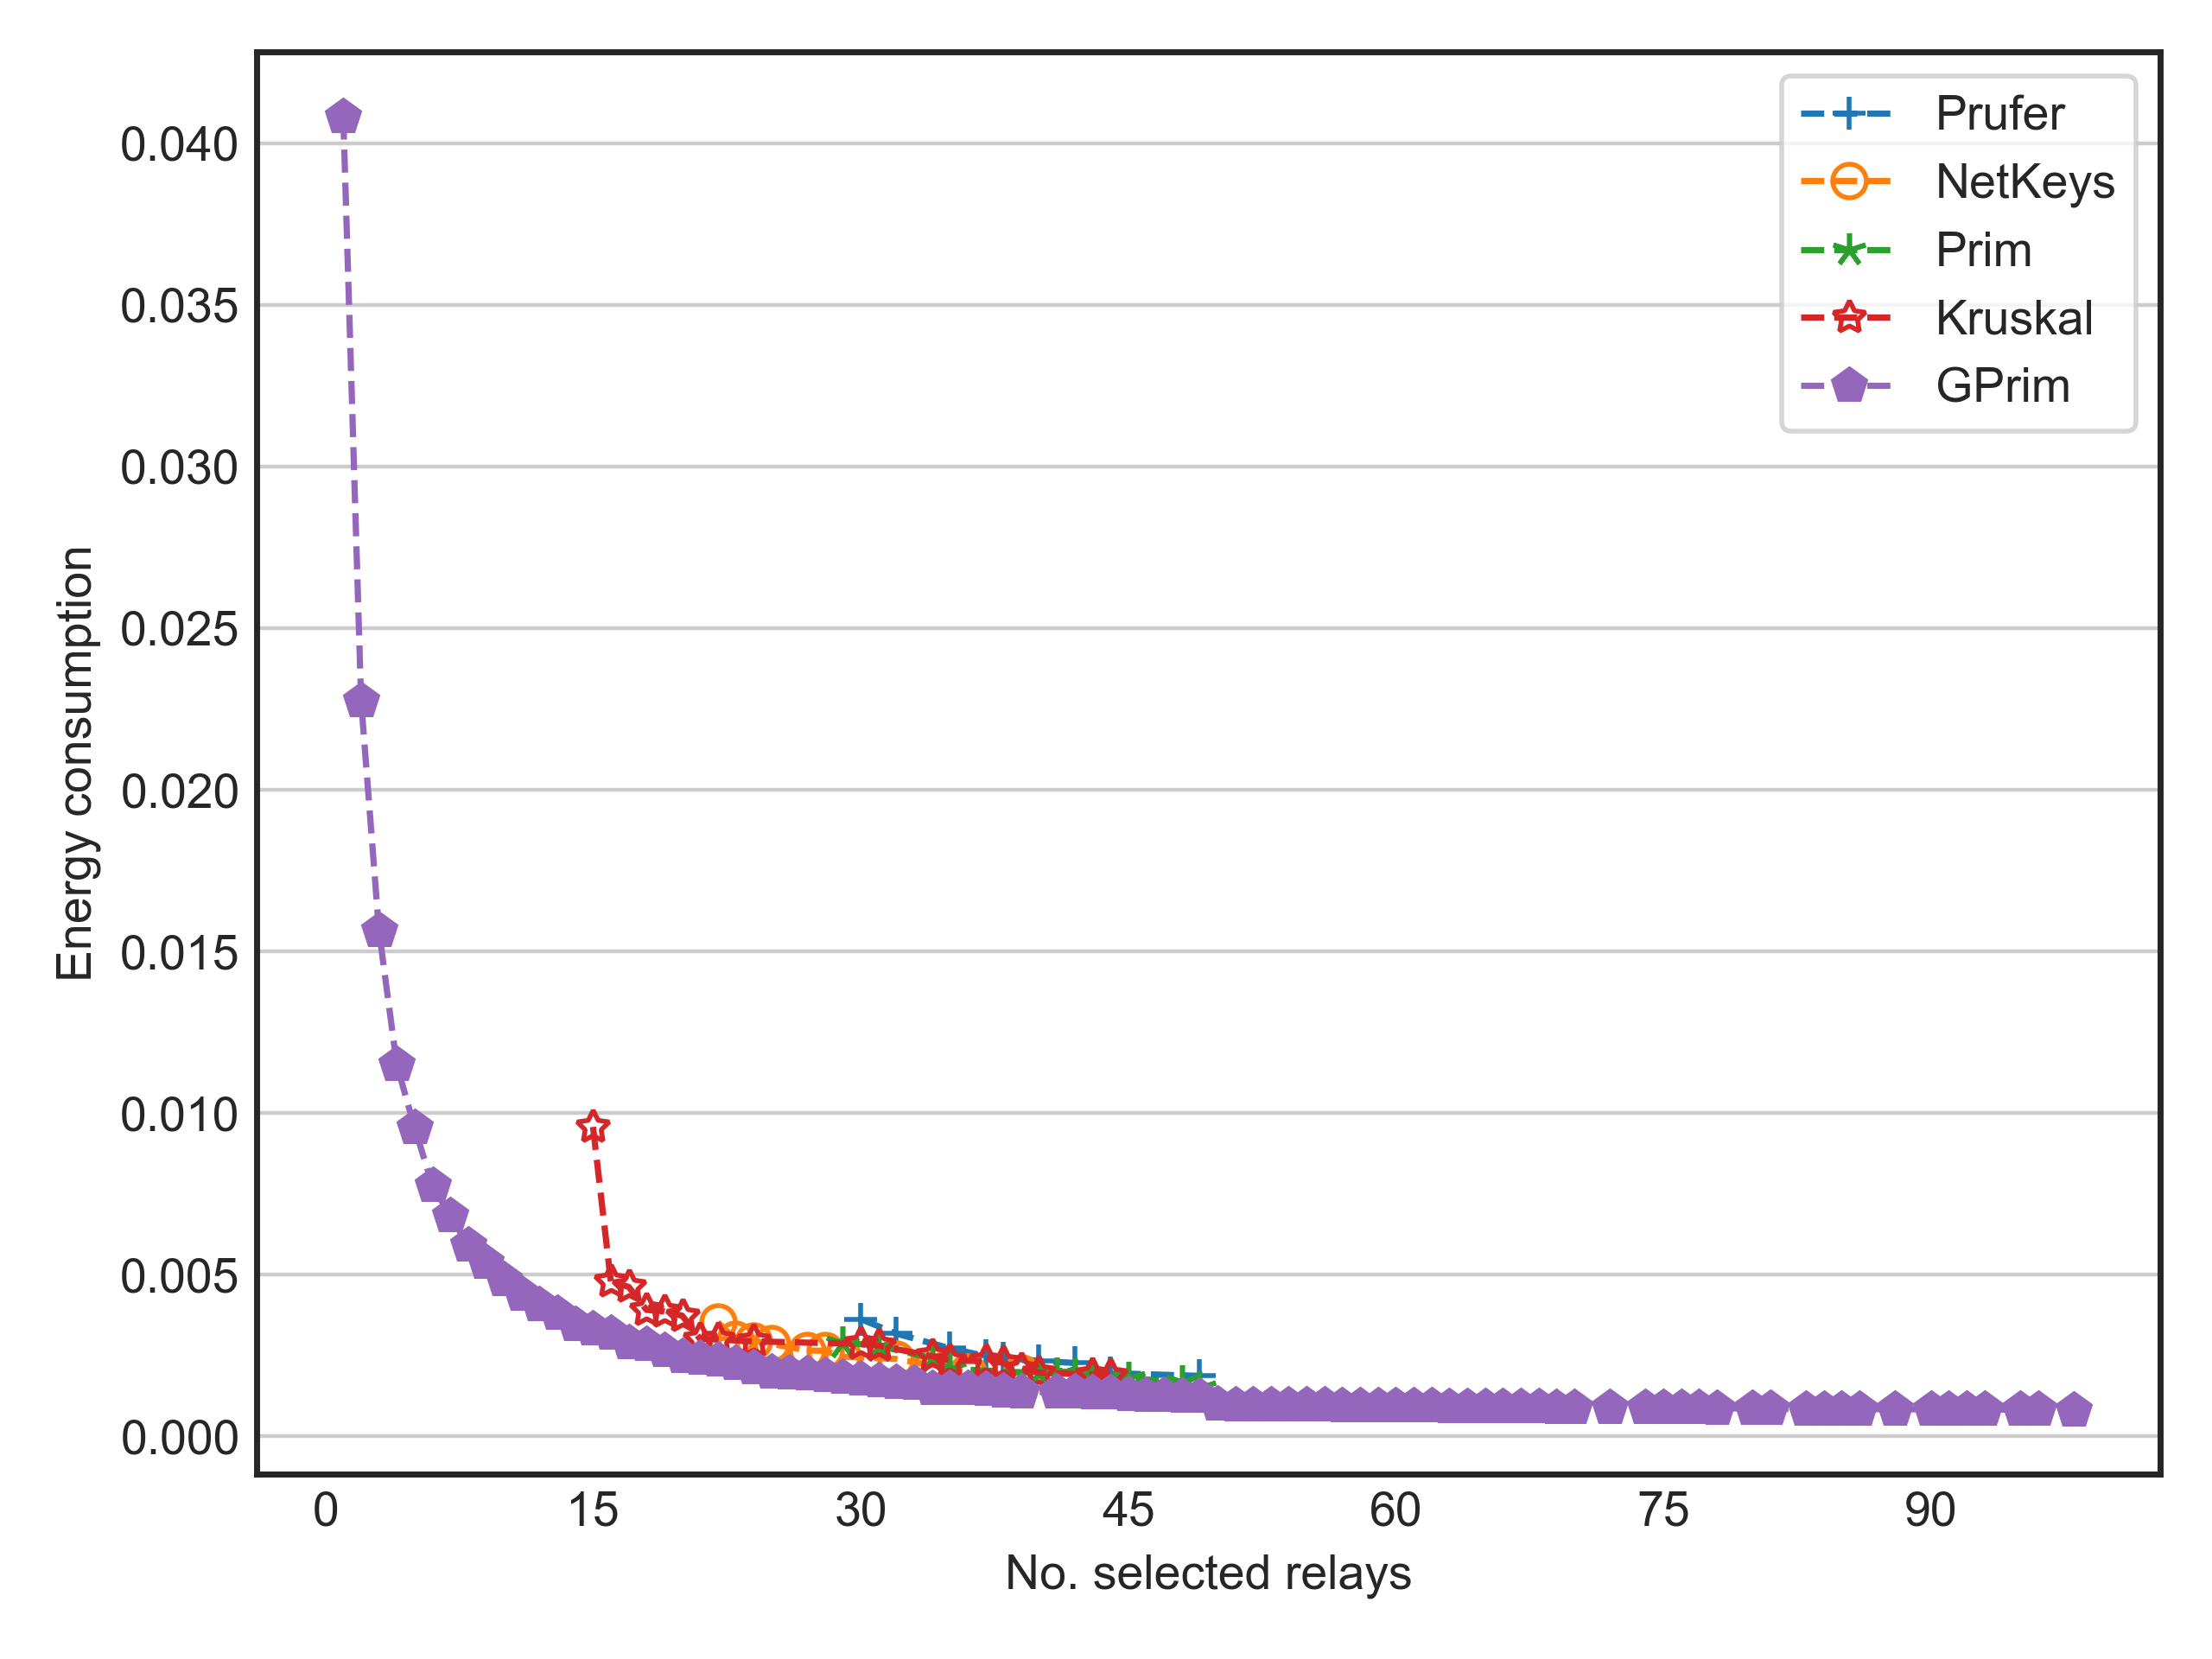 0.040
0.035
0.030
0.025
0.020
0.015
0.010
0.005
0.000
Energy consumption
0 15 30 45 60 75 90
No. selected relays
Prufer
NetKeys
Prim
Kruskal
GPrim